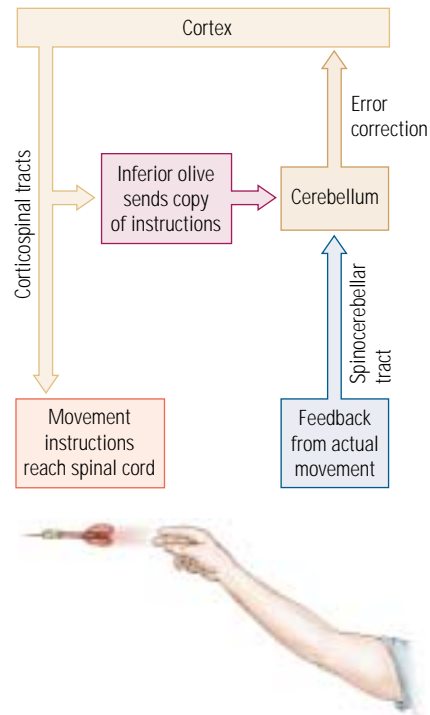 Cortex
Corticospinal tracts
Inferior olive
sends copy
of instructions
Error
correction
Cerebellum
Spinocerebellar
tract
Movement
instructions
reach spinal cord
Feedback
from actual
movement